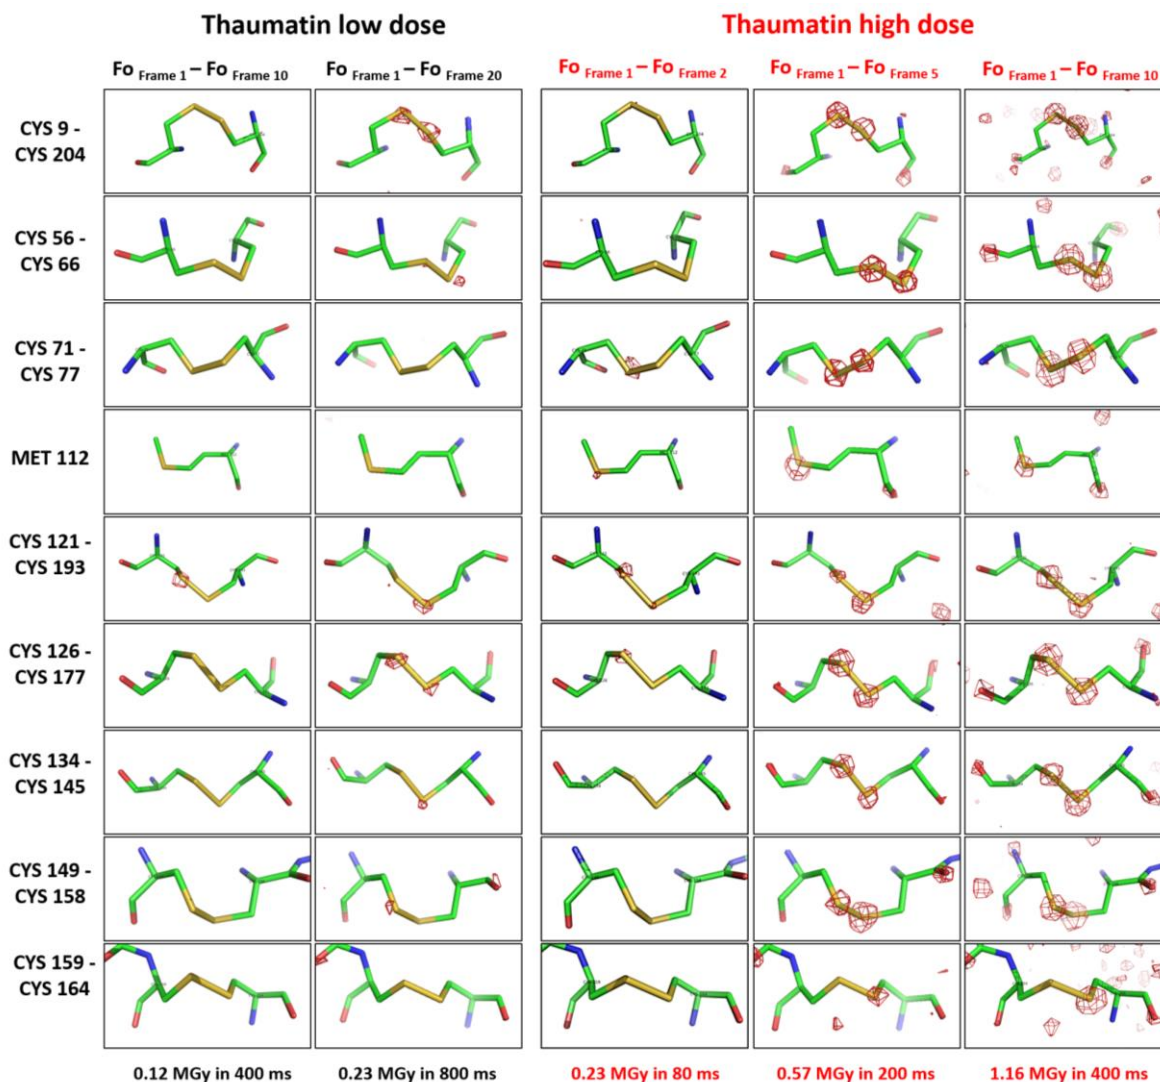 Thaumatin low dose
Thaumatin high dose
Fo Frame 1 – Fo Frame 10
Fo Frame 1 – Fo Frame 20
Fo Frame 1 – Fo Frame 2
Fo Frame 1 – Fo Frame 5
Fo Frame 1 – Fo Frame 10
CYS 9 -
CYS 204
CYS 56 -
CYS 66
CYS 71 -
CYS 77
MET 112
CYS 121 -
CYS 193
CYS 126 -
CYS 177
CYS 134 -
CYS 145
CYS 149 -
CYS 158
CYS 159 -
CYS 164
0.12 MGy in 400 ms
0.23 MGy in 800 ms
0.23 MGy in 80 ms
0.57 MGy in 200 ms
1.16 MGy in 400 ms